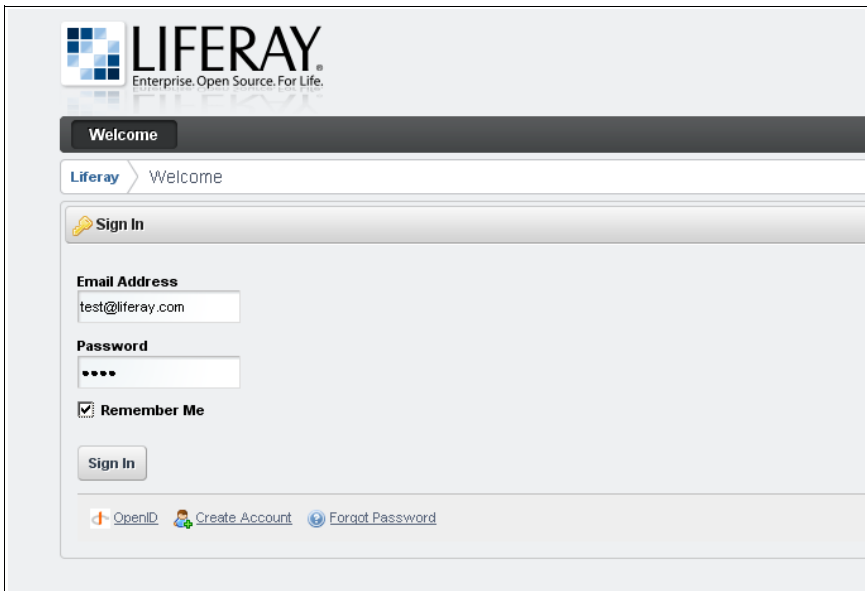 LIFERAY®
Enterprise. Open Source. For Life.
Welcome
Liferay Welcome
Sign In
Email Address
test@liferay.com
Password
••••
Remember Me
Sign In
OpenID Create Account Forgot Password